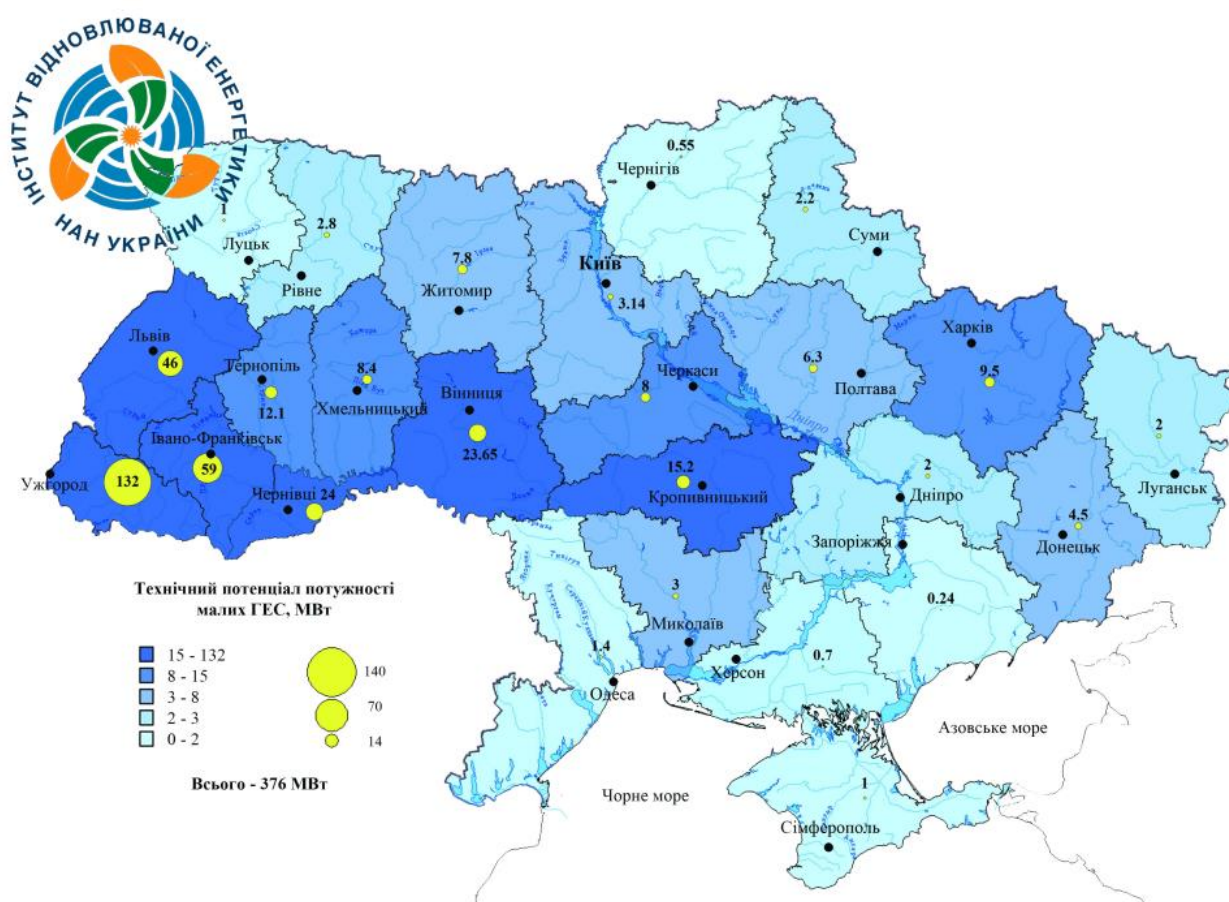 ІНСТИТУТ ВІДНОВЛЮВАНОЇ ЕНЕРГЕТИКИ
НАН УКРАЇНИ
0.55
Чернігів
1
Луцьк
2.8
Рівне
2.2
Суми
7.8
Житомир
Київ
3.14
Львів
46
Тернопіль
12.1
8.4
Хмельницький
Вінниця
23.65
8
Черкаси
6.3
Полтава
Харків
9.5
Дніпро
Івано-Франківськ
59
Ужгород
132
Чернівці 24
15.2
Кропивницький
2
Дніпро
2
Луганськ
4.5
Донецьк
Запоріжжя
0.24
3
Миколаїв
1.4
Одеса
Херсон
0.7
Азовське море
Чорне море
1
Сімферополь
Технічний потенціал потужності
малих ГЕС, МВт
15 - 132
8 - 15
3 - 8
2 - 3
0 - 2
140
70
14
Всього - 376 МВт